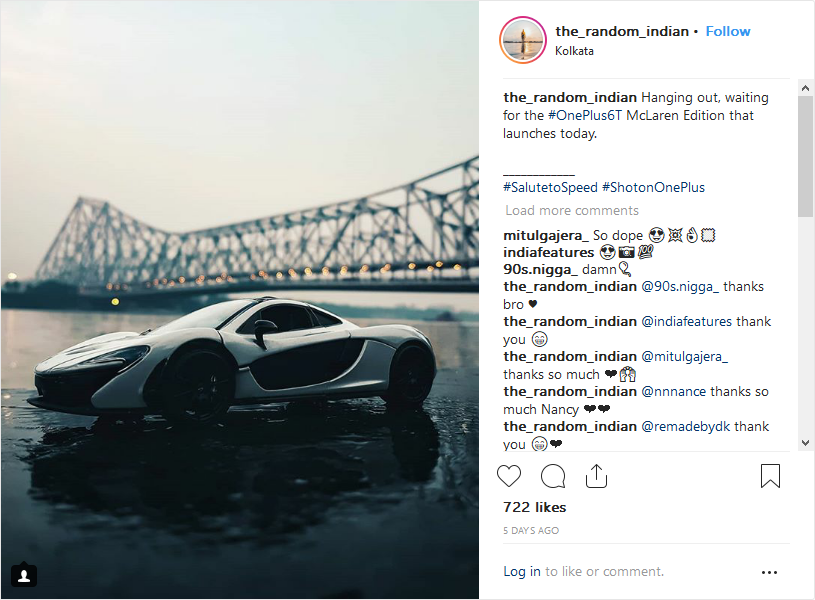 the_random_indian • Follow
Kolkata
the_random_indian Hanging out, waiting
for the #OnePlus6T McLaren Edition that
launches today.
____________
#SalutetoSpeed #ShotonOnePlus
Load more comments
mitulgajera_ So dope 😍💥👌🔲
indiafeatures 😍📷💯
90s.nigga_ damn🎈
the_random_indian @90s.nigga_ thanks
bro ♥
the_random_indian @indiafeatures thank
you 😁
the_random_indian @mitulgajera_
thanks so much ❤🙌
the_random_indian @nnnance thanks so
much Nancy ❤❤
the_random_indian @remadebydk thank
you 😁❤
722 likes
5 DAYS AGO
Log in to like or comment.